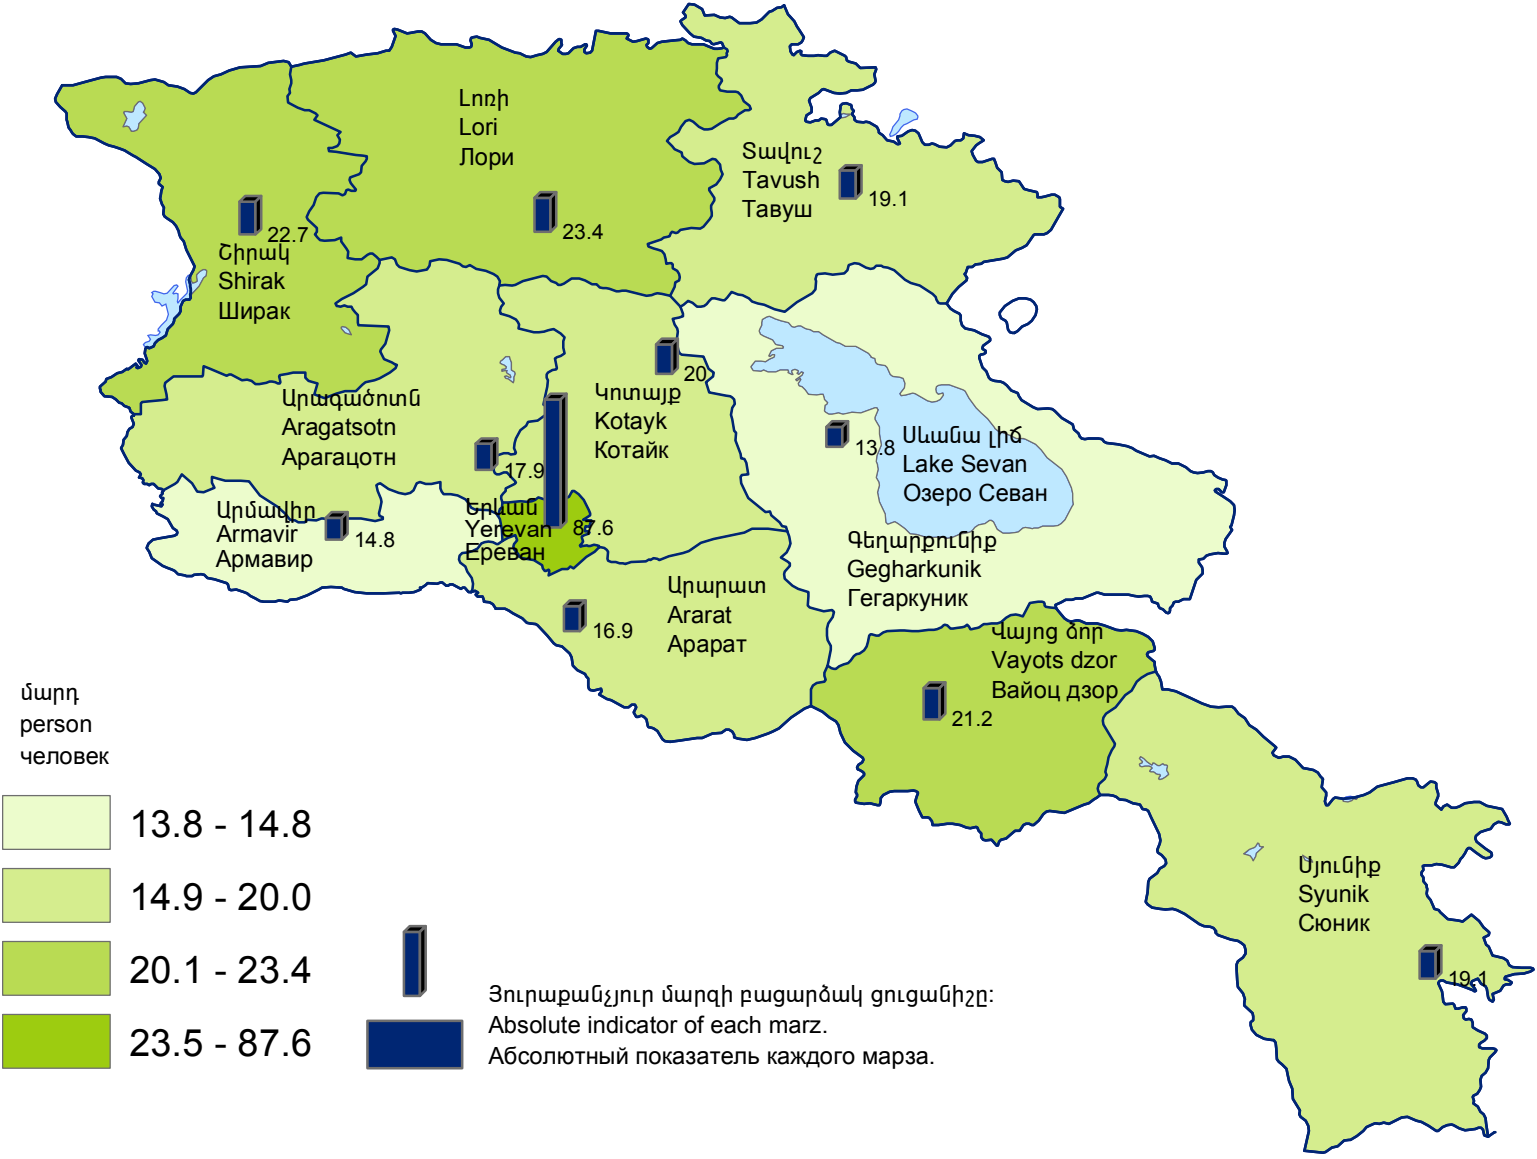 Լոռի
Lori
Лори
23.4
Տավուշ
Tavush
Тавуш
19.1
22.7
Շիրակ
Shirak
Ширак
20
Կոտայք
Kotayk
Котайк
Արագածոտն
Aragatsotn
Арагацотн
17.9
13.8
Սևանա լիճ
Lake Sevan
Озеро Севан
Արմավիր
Armavir
Армавир
14.8
Երևան
Yerevan
Ереван
87.6
Գեղարքունիք
Gegharkunik
Гегаркуник
Արարատ
Ararat
Арарат
16.9
Վայոց ձոր
Vayots dzor
Вайоц дзор
21.2
Սյունիք
Syunik
Сюник
19.1
մարդ
person
человек
13.8 - 14.8
14.9 - 20.0
20.1 - 23.4
23.5 - 87.6
Յուրաքանչյուր մարզի բացարձակ ցուցանիշը:
Absolute indicator of each marz.
Абсолютный показатель каждого марза.